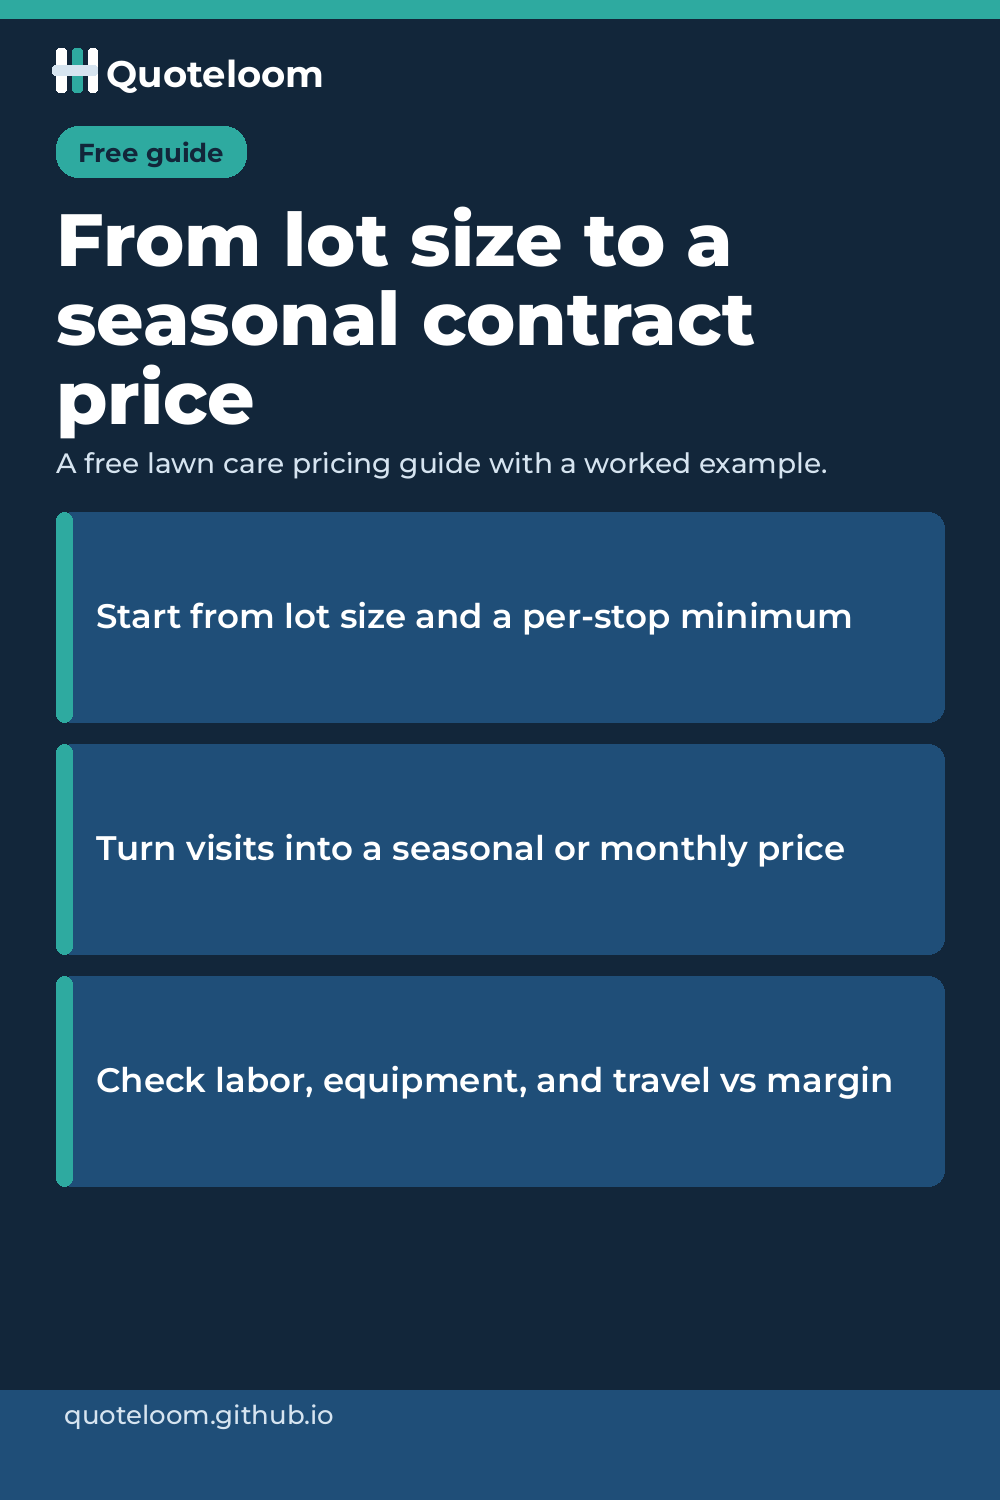 Quoteloom
Free guide
From lot size to a
seasonal contract
price
A free lawn care pricing guide with a worked example.
Start from lot size and a per-stop minimum
Turn visits into a seasonal or monthly price
Check labor, equipment, and travel vs margin
quoteloom.github.io